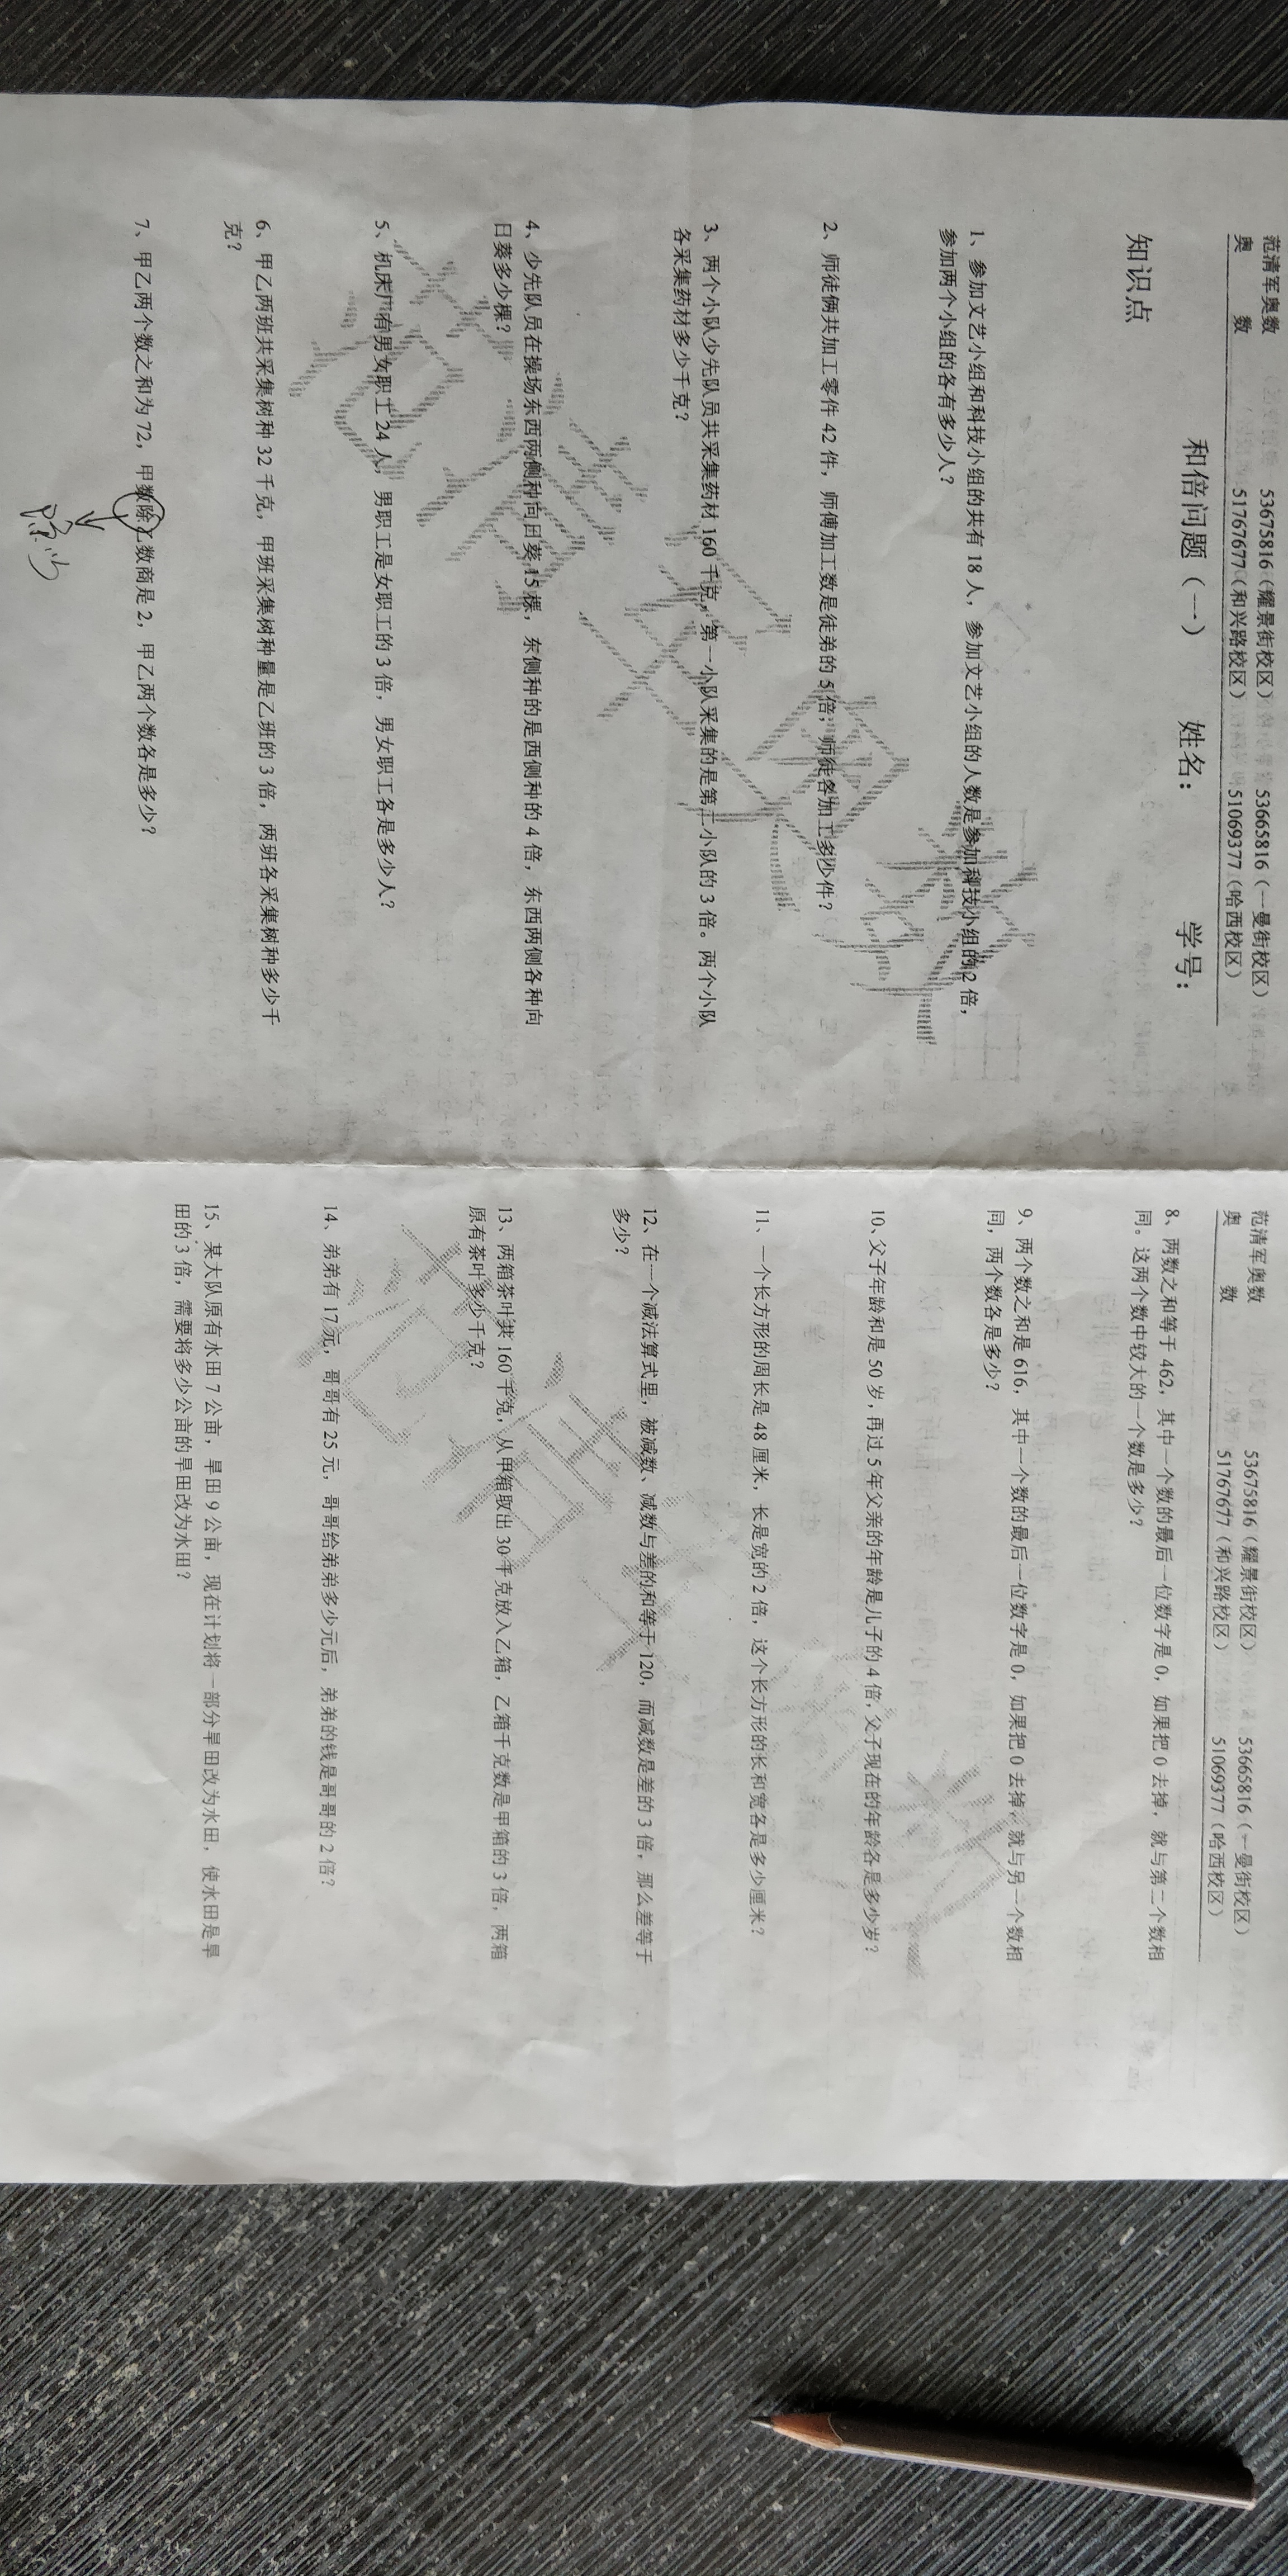 范清军奥数 53675816（耀景街校区） 53665816（一曼街校区）
奥 数 51767677（和兴路校区） 51069377（哈西校区）
和倍问题（一） 姓名： 学号：
知识点
1、参加文艺小组和科技小组的共有 18 人，参加文艺小组的人数是参加科技小组的 2 倍，
参加两个小组的各有多少人？
2、师徒俩共加工零件 42 件，师傅加工数是徒弟的 5 倍，师徒各加工多少件？
3、两个小队少先队员共采集药材 160 千克，第一小队采集的是第二小队的 3 倍。两个小队
各采集药材多少千克？
4、少先队员在操场东西两侧种向日葵 15 棵，东侧种的是西侧种的 4 倍，东西两侧各种向
日葵多少棵？
5、机床厂有男女职工 24 人，男职工是女职工的 3 倍，男女职工各是多少人？
6、甲乙两班共采集树种 32 千克，甲班采集树种量是乙班的 3 倍，两班各采集树种多少千
克？
7、甲乙两个数之和为 72，甲数除乙数商是 2，甲乙两个数各是多少？
范清军奥数 53675816（耀景街校区） 53665816（一曼街校区）
奥 数 51767677（和兴路校区） 51069377（哈西校区）
8、两数之和等于 462，其中一个数的最后一位数字是 0，如果把 0 去掉，就与第二个数相
同。这两个数中较大的一个数是多少？
9、两个数之和是 616，其中一个数的最后一位数字是 0，如果把 0 去掉，就与另一个数相
同，两个数各是多少？
10、父子年龄和是 50 岁，再过 5 年父亲的年龄是儿子的 4 倍，父子现在的年龄各是多少岁？
11、一个长方形的周长是 48 厘米，长是宽的 2 倍，这个长方形的长和宽各是多少厘米？
12、在一个减法算式里，被减数、减数与差的和等于 120，而减数是差的 3 倍，那么差等于
多少？
13、两箱茶叶共 160 千克，从甲箱取出 30 千克放入乙箱，乙箱千克数是甲箱的 3 倍，两箱
原有茶叶多少千克？
14、弟弟有 17 元，哥哥有 25 元，哥哥给弟弟多少元后，弟弟的钱是哥哥的 2 倍？
15、某大队原有水田 7 公亩，旱田 9 公亩，现在计划将一部分旱田改为水田，使水田是旱
田的 3 倍，需要将多少公亩的旱田改为水田？